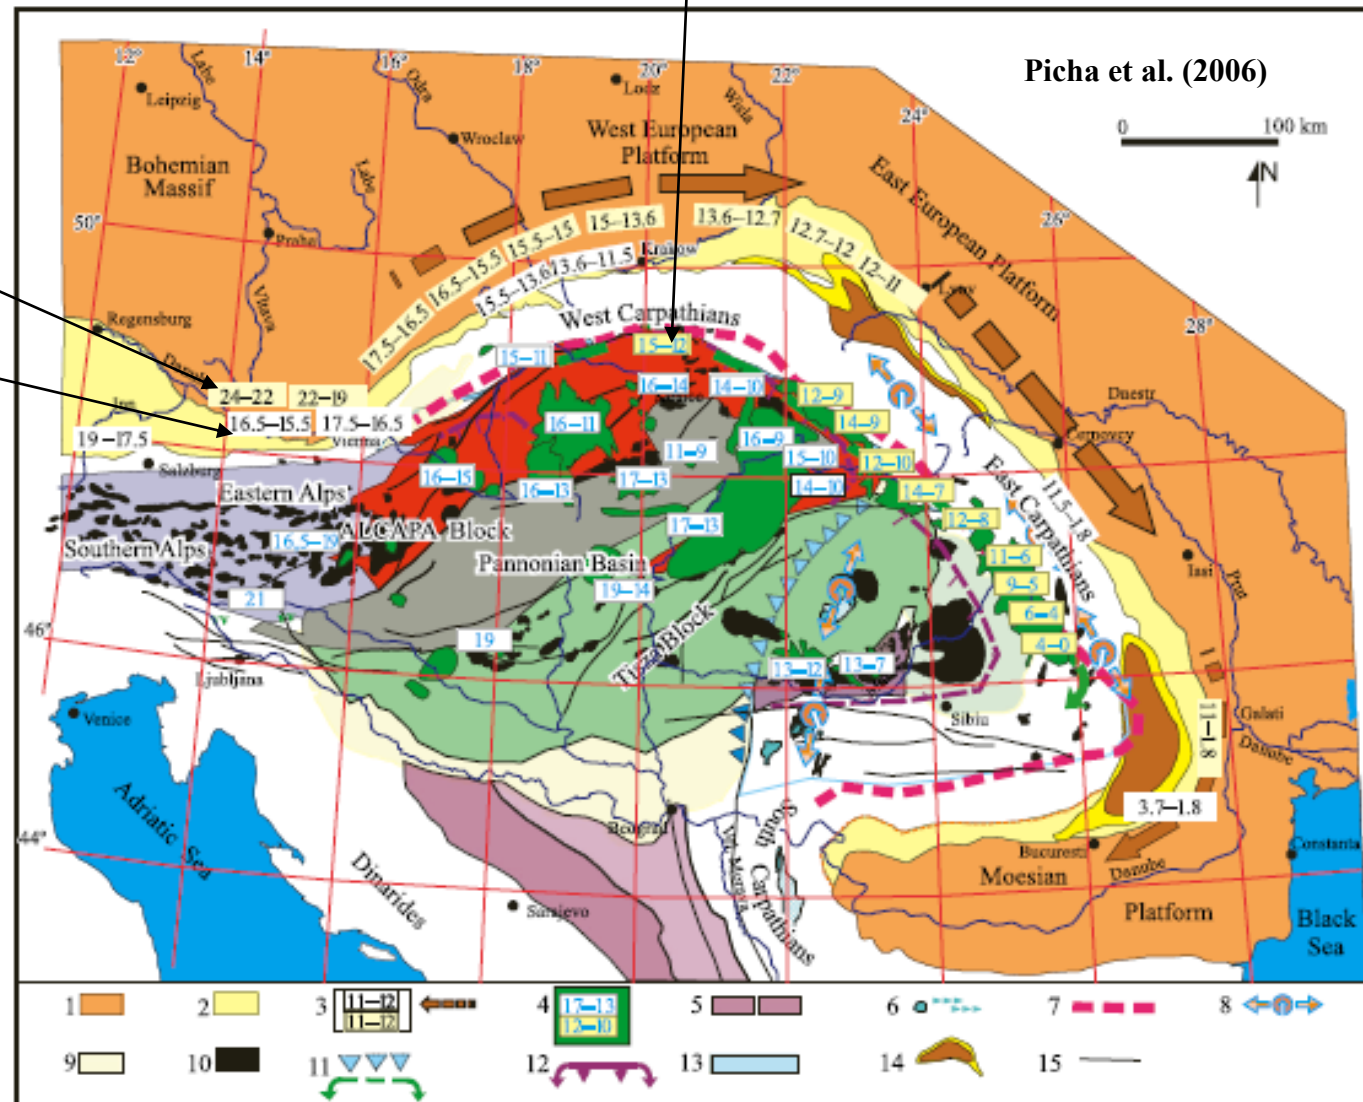 Picha et al. (2006)
0 100 km
N
12°
14°
16°
18°
20°
22°
24°
26°
28°
50°
46°
44°
Labe
Leipzig
Bohemian
Massif
Labe
Praha
Vltava
Odra
Wroclaw
Lodz
Wisla
West European
Platform
East European
Platform
Regensburg
Inn
Salzburg
Vienna
Krakow
17.5–16.5
16.5–15.5
15.5–15
15–13.6
13.6–12.7
12.7–12
12–11
15.5–13.6
13.6–11.5
24–22
22–19
16.5–15.5
17.5–16.5
19–17.5
West Carpathians
15–11
15–12
16–14
14–10
12–9
14–9
16–11
11–9
16–9
15–10
12–10
14–10
14–7
16–15
16–13
17–13
17–13
12–8
11–6
9–5
6–4
4–0
Eastern Alps
Southern Alps
ALCAPA Block
16.5–19
21
Pannonian Basin
19–14
19
Tisza Block
13–12
13–7
East Carpathians
11.5–1.8
Cernovcy
Dnestr
Iasi
Prut
Galati
Danube
3.7–1.8
Sibiu
Ljubljana
Venice
Adriatic Sea
Dinarides
Sarajevo
Beograd
South Carpathians
Bucuresti
Danube
Moesian
Platform
Constanta
Black
Sea
1 2 3 11–12 4 17–13 5 6 7 8
11–12 12–10
9 10 11 12 13 14 15